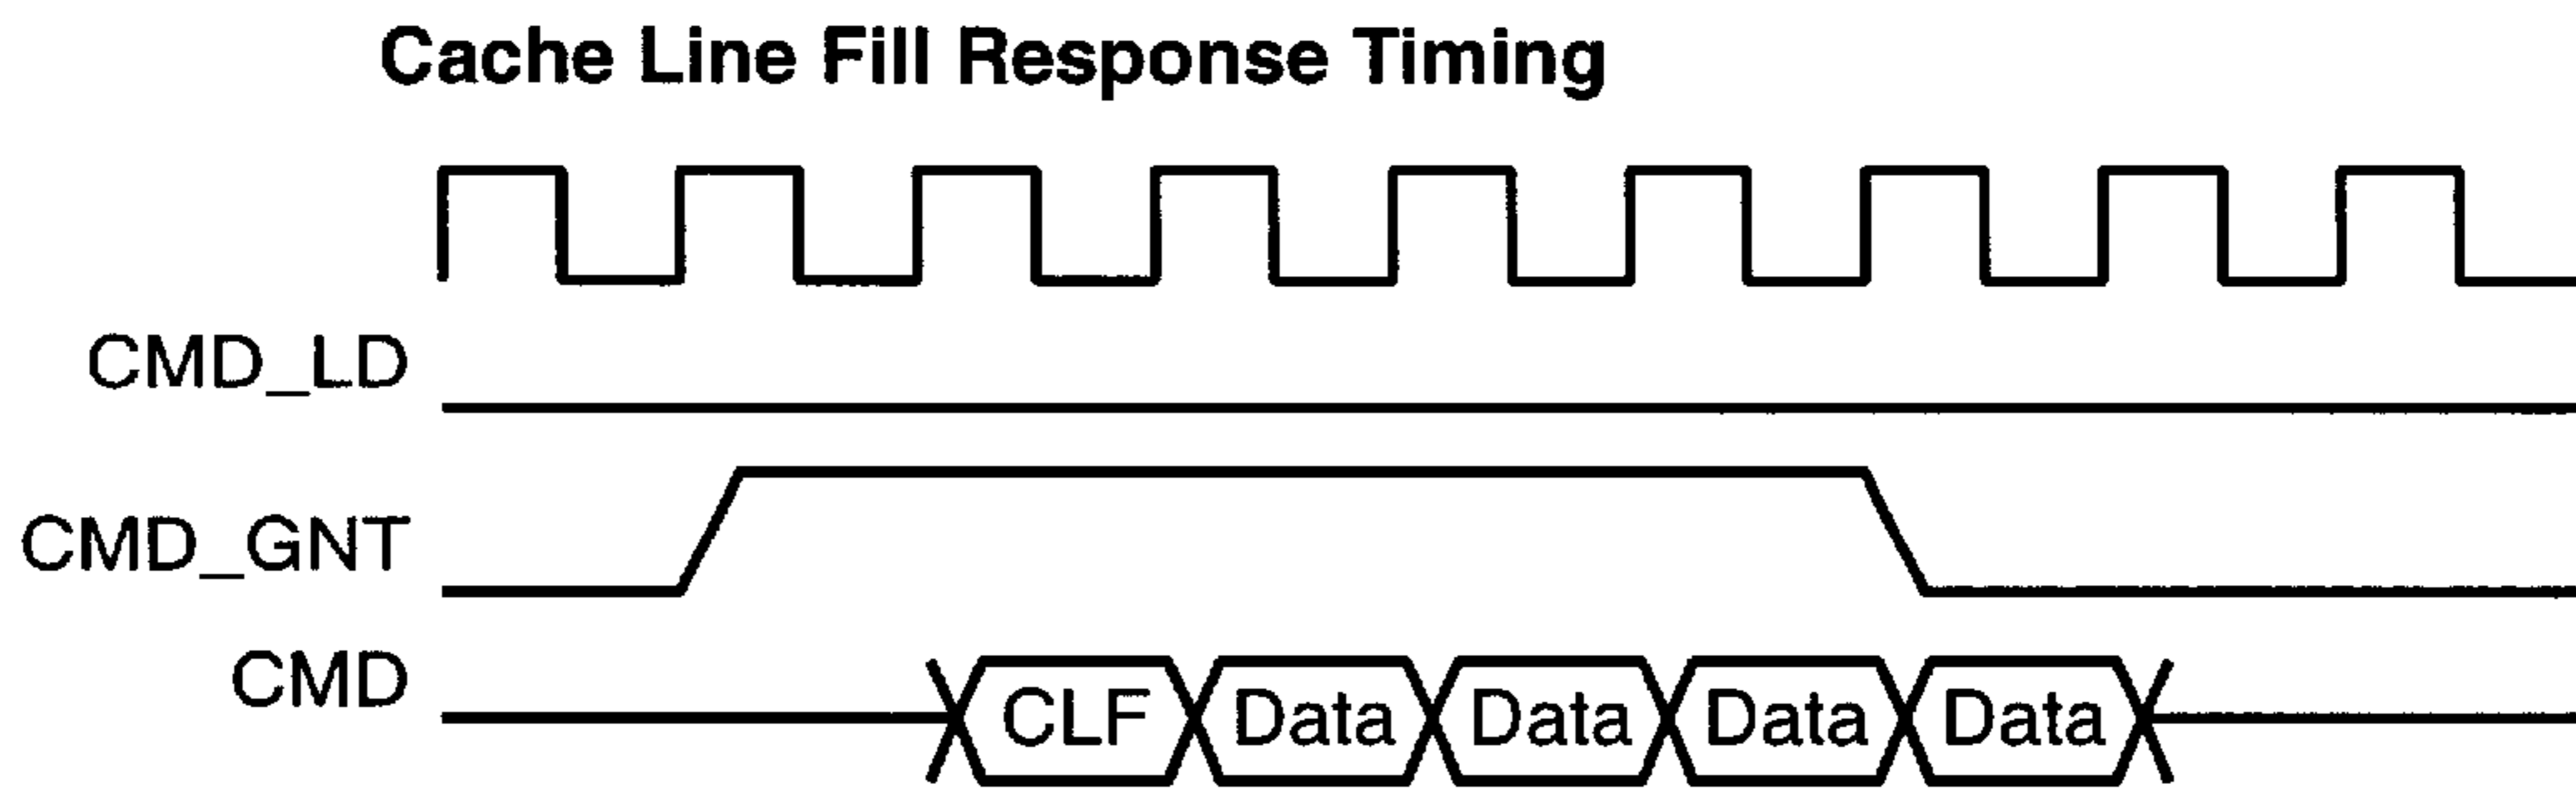 Cache Line Fill Response Timing
CMD_LD
CMD_GNT
CMD
CLF Data Data Data Data